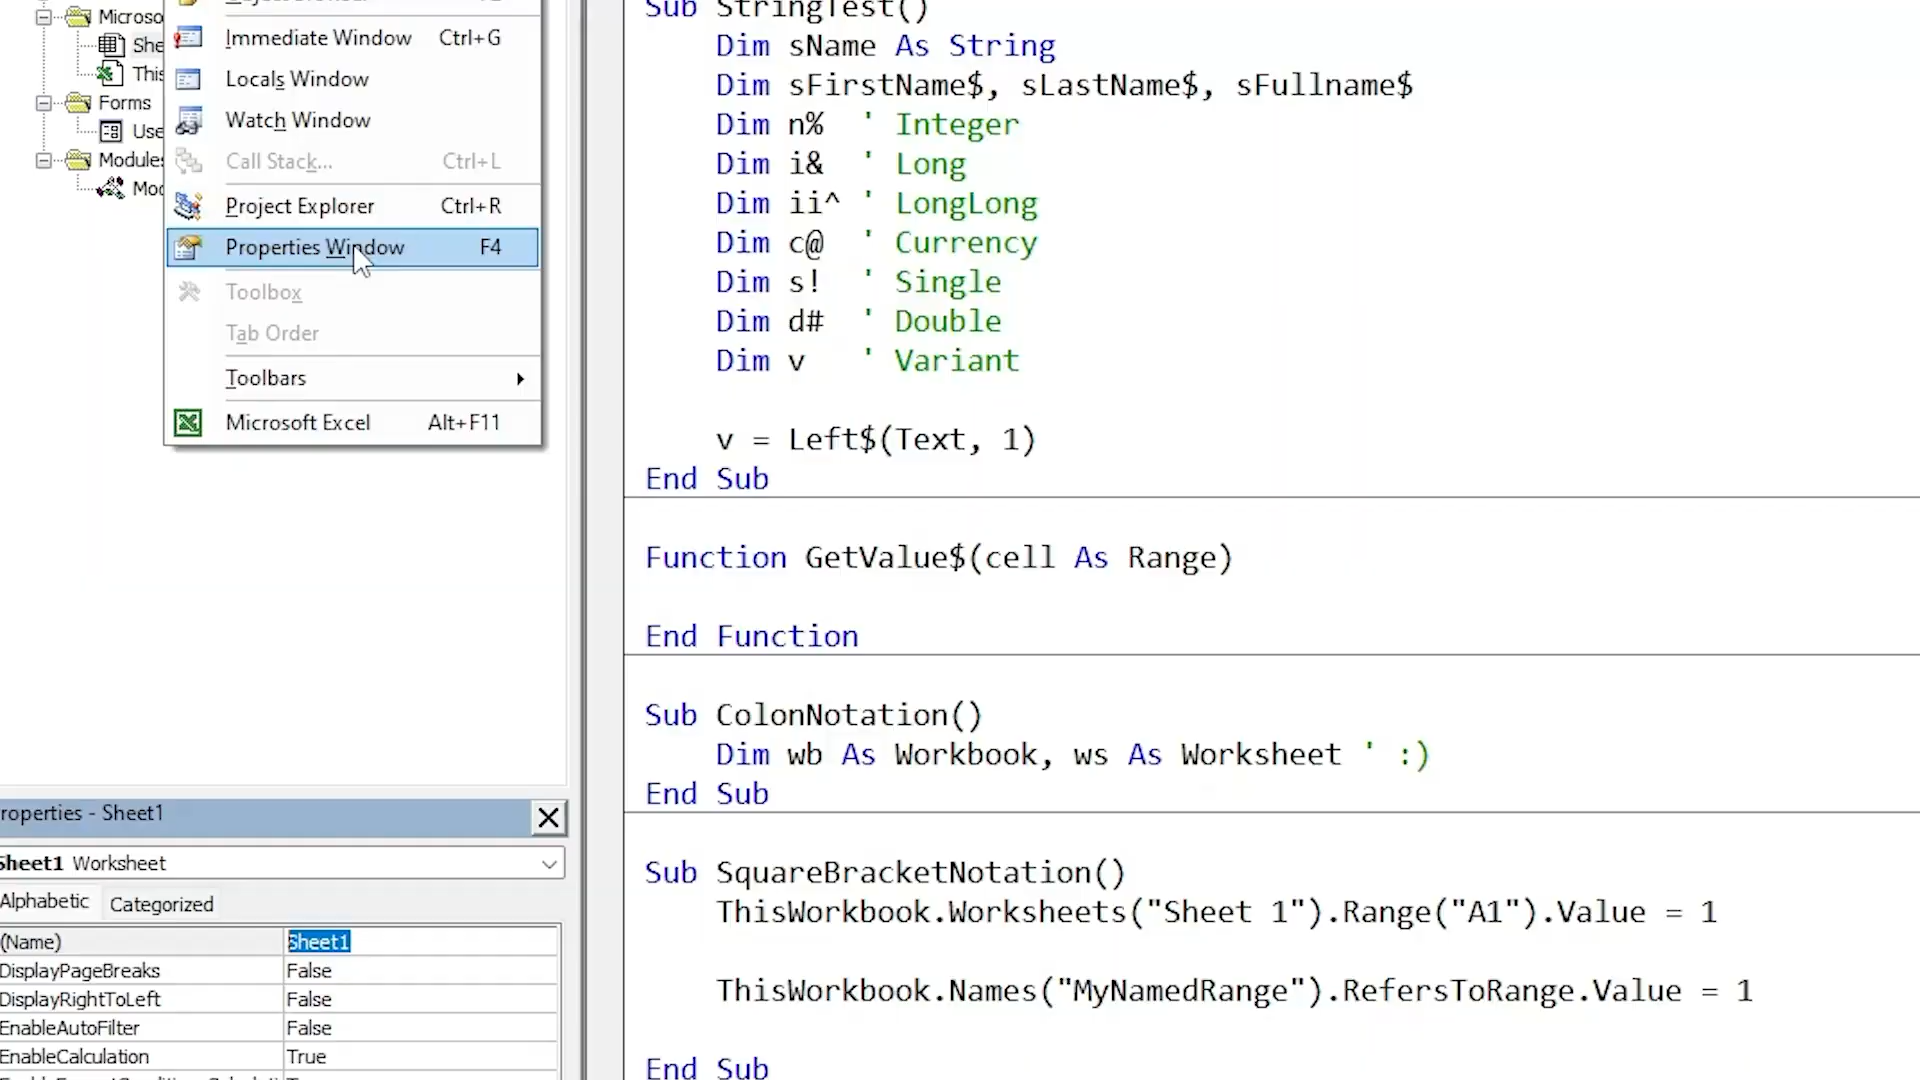 Microso
She
This
Forms
Use
Modules
Mod
Immediate Window Ctrl+G
Locals Window
Watch Window
Call Stack... Ctrl+L
Project Explorer Ctrl+R
Properties Window F4
Toolbox
Tab Order
Toolbars
Microsoft Excel Alt+F11
roperties - Sheet1
Sheet1 Worksheet
Alphabetic Categorized
(Name) Sheet1
DisplayPageBreaks False
DisplayRightToLeft False
EnableAutoFilter False
EnableCalculation True
Sub StringTest()
Dim sName As String
Dim sFirstName$, sLastName$, sFullname$
Dim n% ' Integer
Dim i& ' Long
Dim ii^ ' LongLong
Dim c@ ' Currency
Dim s! ' Single
Dim d# ' Double
Dim v ' Variant
v = Left$(Text, 1)
End Sub
Function GetValue$(cell As Range)
End Function
Sub ColonNotation()
Dim wb As Workbook, ws As Worksheet ' :)
End Sub
Sub SquareBracketNotation()
ThisWorkbook.Worksheets("Sheet 1").Range("A1").Value = 1
ThisWorkbook.Names("MyNamedRange").RefersToRange.Value = 1
End Sub